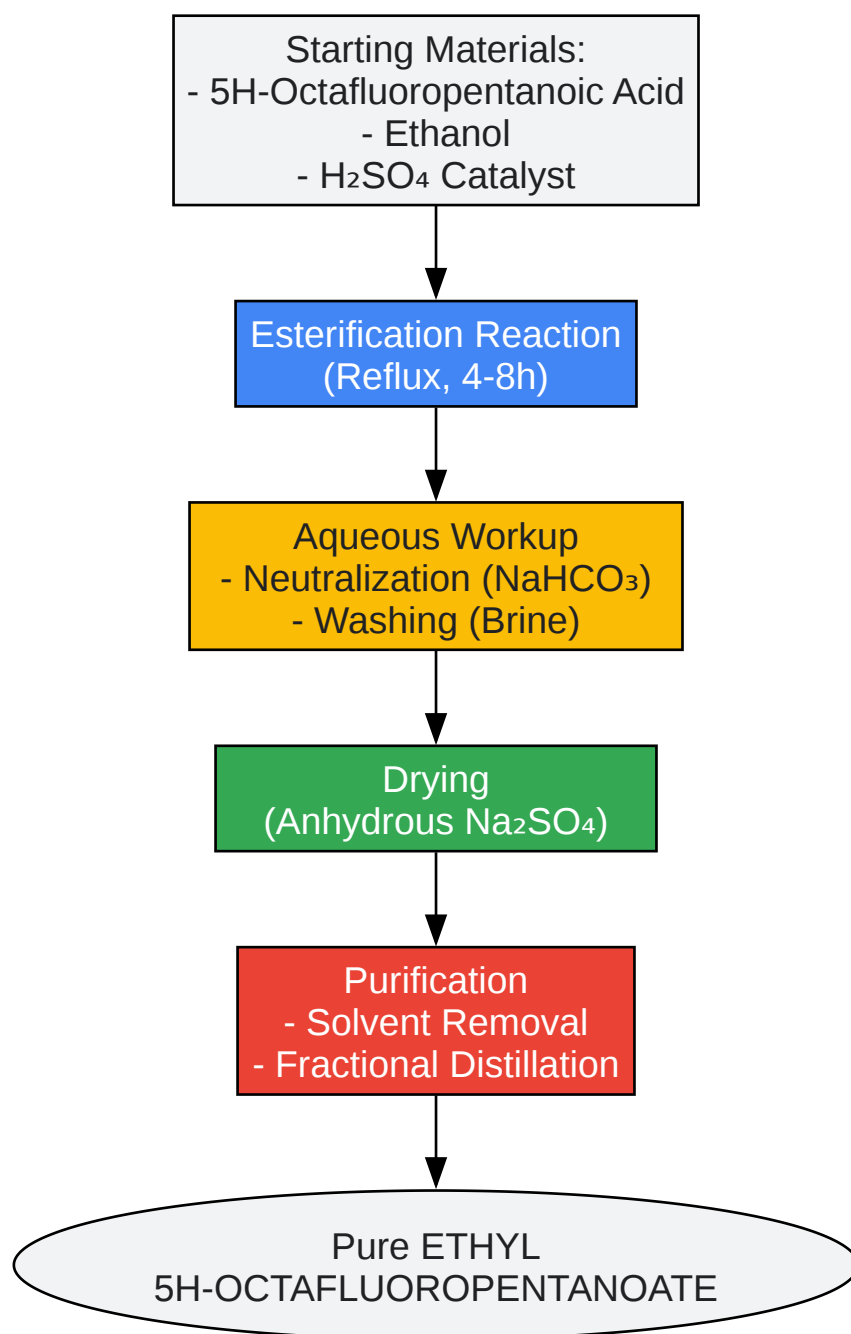 Starting Materials:
- 5H-Octafluoropentanoic Acid
- Ethanol
- H₂SO₄ Catalyst
Esterification Reaction
(Reflux, 4-8h)
Aqueous Workup
- Neutralization (NaHCO₃)
- Washing (Brine)
Drying
(Anhydrous Na₂SO₄)
Purification
- Solvent Removal
- Fractional Distillation
Pure ETHYL
5H-OCTAFLUOROPENTANOATE